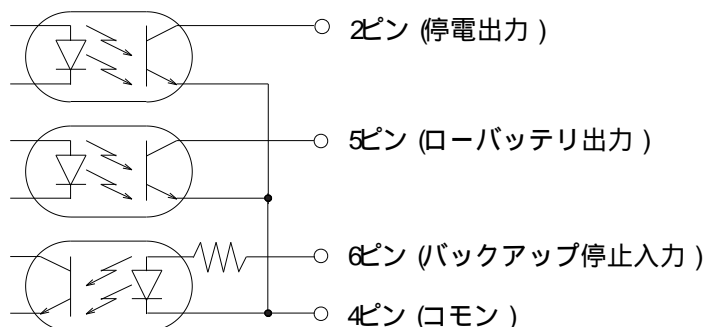 2ピン (停電出力)
5ピン (ローバッテリ出力)
6ピン (バックアップ停止入力)
4ピン (コモン)